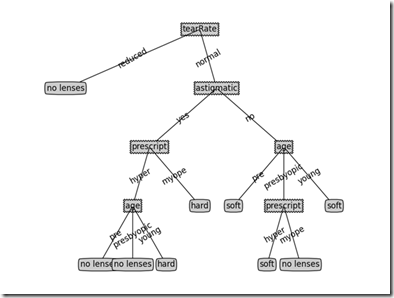 tearRate
reduced
normal
no lenses
astigmatic
yes
no
prescript
age
hyper
myope
pre
presbyopic
young
age
hard
soft
prescript
soft
pre
presbyopic
young
hyper
myope
no lenses
no lenses
hard
soft
no lenses